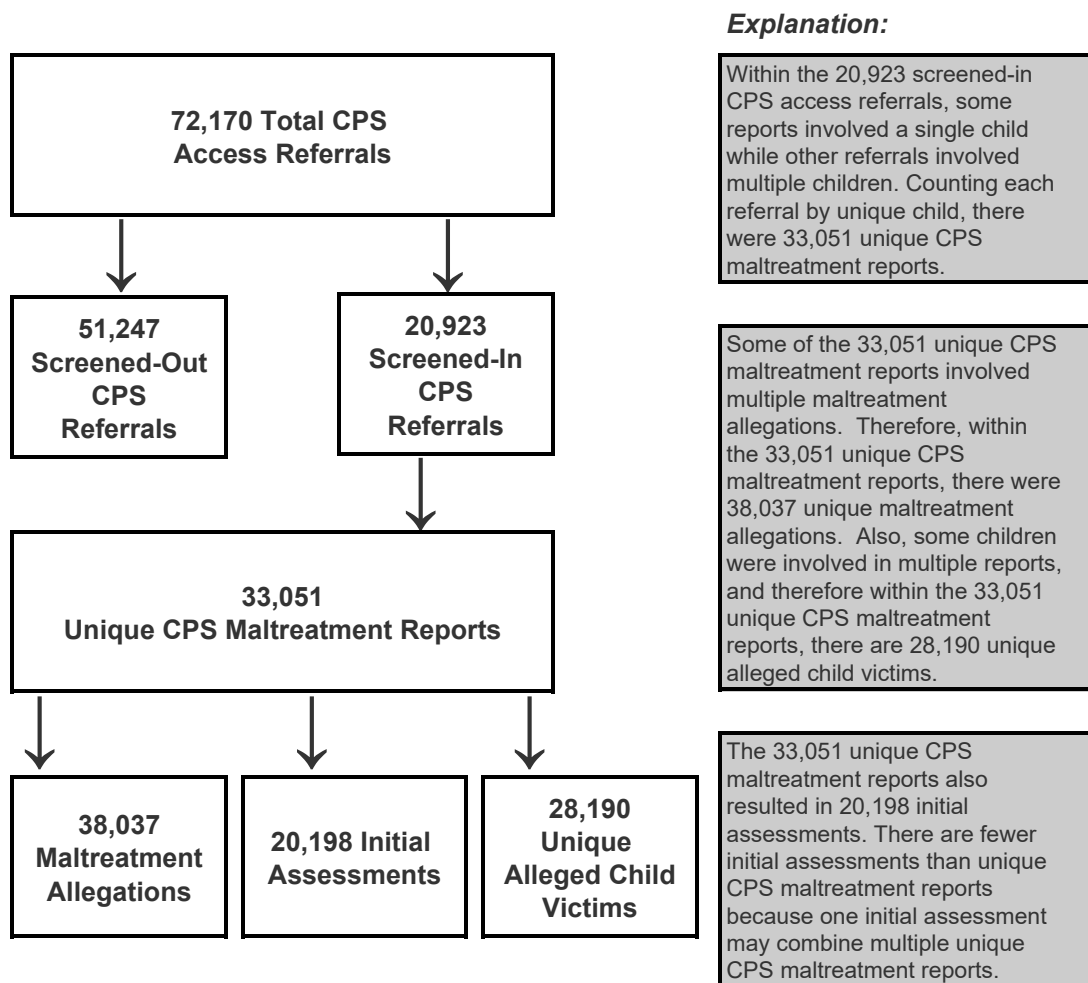 Explanation:
72,170 Total CPS
Access Referrals
Within the 20,923 screened-in
CPS access referrals, some
reports involved a single child
while other referrals involved
multiple children. Counting each
referral by unique child, there
were 33,051 unique CPS
maltreatment reports.
51,247
Screened-Out
CPS
Referrals
20,923
Screened-In
CPS
Referrals
Some of the 33,051 unique CPS
maltreatment reports involved
multiple maltreatment
allegations.  Therefore, within
the 33,051 unique CPS
maltreatment reports, there were
38,037 unique maltreatment
allegations.  Also, some children
were involved in multiple reports,
and therefore within the 33,051
unique CPS maltreatment
reports, there are 28,190 unique
alleged child victims.
33,051
Unique CPS Maltreatment Reports
38,037
Maltreatment
Allegations
20,198 Initial
Assessments
28,190
Unique
Alleged Child
Victims
The 33,051 unique CPS
maltreatment reports also
resulted in 20,198 initial
assessments. There are fewer
initial assessments than unique
CPS maltreatment reports
because one initial assessment
may combine multiple unique
CPS maltreatment reports.